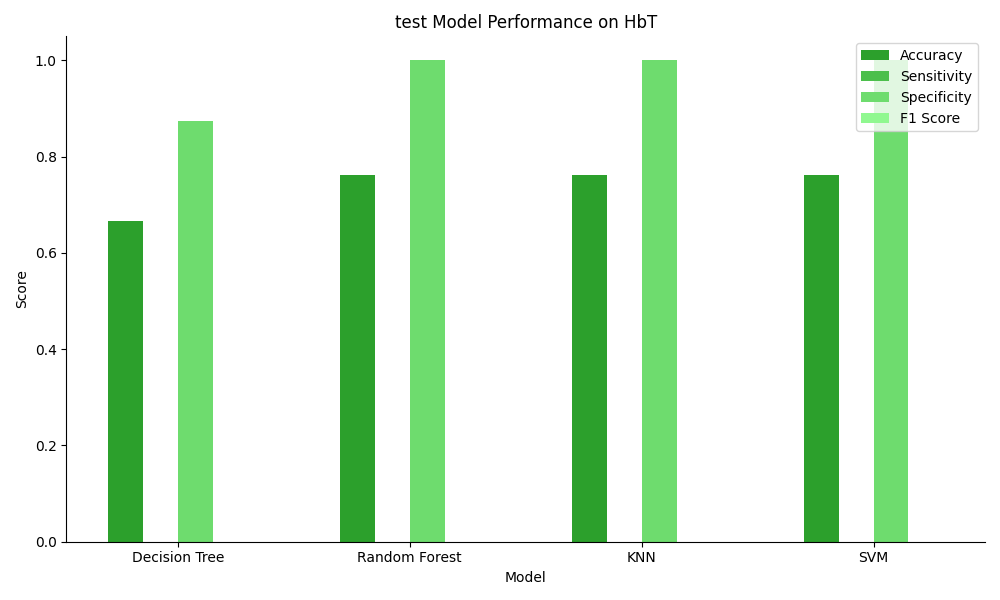 test Model Performance on HbT
Accuracy
Sensitivity
Specificity
F1 Score
1.0
0.8
0.6
0.4
0.2
0.0
Score
Decision Tree
Random Forest
KNN
SVM
Model